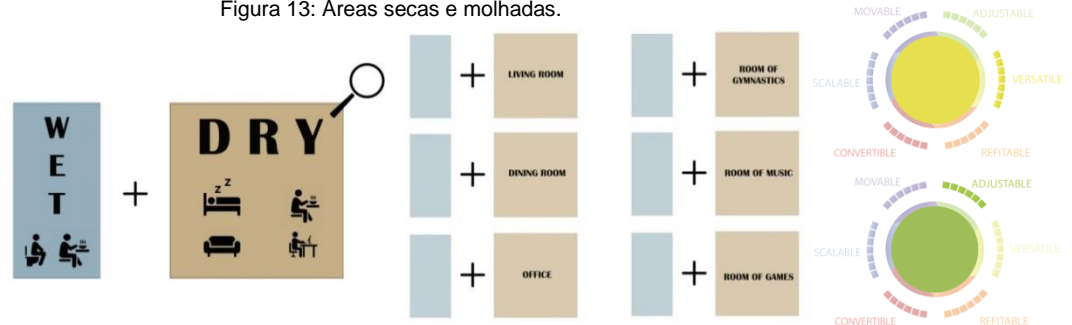 Figura 13: Áreas secas e molhadas.
W
E
T
+
DRY
z z
+
LIVING ROOM
+
DINING ROOM
+
OFFICE
+
ROOM OF
GYMNASTICS
+
ROOM OF MUSIC
+
ROOM OF GAMES
MOVABLE
ADJUSTABLE
SCALABLE
VERSATILE
CONVERTIBLE
REFITABLE
MOVABLE
ADJUSTABLE
SCALABLE
VERSATILE
CONVERTIBLE
REFITABLE